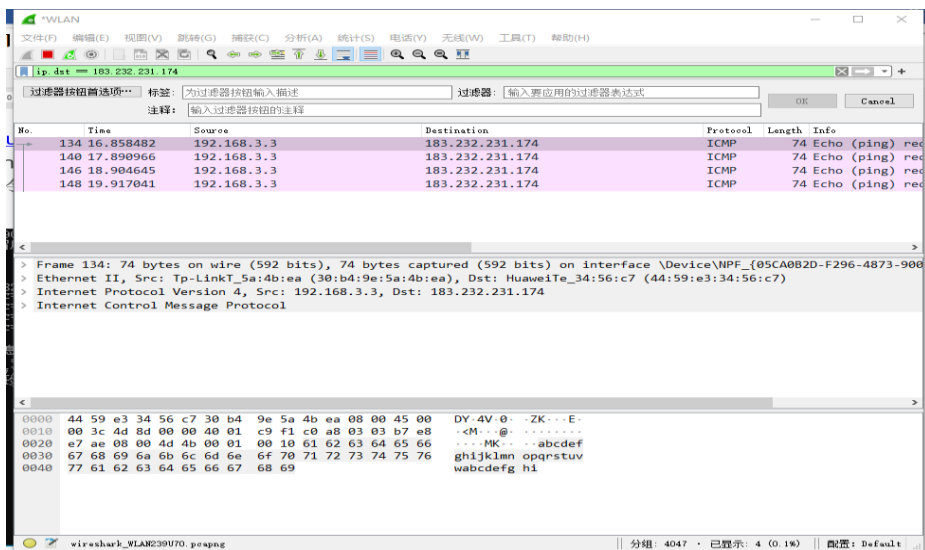 *WLAN
文件(F) 编辑(E) 视图(V) 跳转(G) 捕获(C) 分析(A) 统计(S) 电话(Y) 无线(W) 工具(T) 帮助(H)
ip.dst == 183.232.231.174
过滤器按钮首选项… 标签: 为过滤器按钮输入描述 过滤器: 输入要应用的过滤器表达式 OK Cancel
注释: 输入过滤器按钮的注释
No. Time Source Destination Protocol Length Info
134 16.858482 192.168.3.3 183.232.231.174 ICMP 74 Echo (ping) rec
140 17.890966 192.168.3.3 183.232.231.174 ICMP 74 Echo (ping) rec
146 18.904645 192.168.3.3 183.232.231.174 ICMP 74 Echo (ping) rec
148 19.917041 192.168.3.3 183.232.231.174 ICMP 74 Echo (ping) rec
> Frame 134: 74 bytes on wire (592 bits), 74 bytes captured (592 bits) on interface \Device\NPF_{05CA0B2D-F296-4873-900
> Ethernet II, Src: Tp-LinkT_5a:4b:ea (30:b4:9e:5a:4b:ea), Dst: HuaweiTe_34:56:c7 (44:59:e3:34:56:c7)
> Internet Protocol Version 4, Src: 192.168.3.3, Dst: 183.232.231.174
> Internet Control Message Protocol
0000 44 59 e3 34 56 c7 30 b4 9e 5a 4b ea 08 00 45 00 DY·4V·0· ·ZK···E·
0010 00 3c 4d 8d 00 00 40 01 c9 f1 c0 a8 03 03 b7 e8 ·<M···@· ········
0020 e7 ae 08 00 4d 4b 00 01 00 10 61 62 63 64 65 66 ····MK·· ··abcdef
0030 67 68 69 6a 6b 6c 6d 6e 6f 70 71 72 73 74 75 76 ghijklmn opqrstuv
0040 77 61 62 63 64 65 66 67 68 69 wabcdefg hi
wireshark_WLAN239U70.pcapng 分组: 4047 · 已显示: 4 (0.1%) 配置: Default